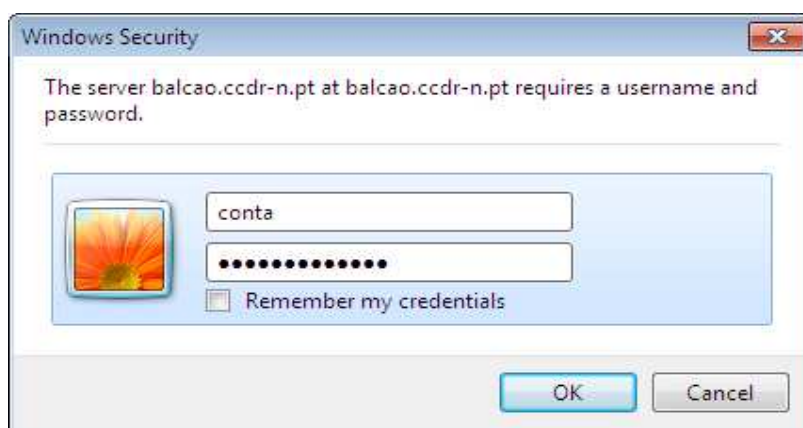 Windows Security
The server balcao.ccdr-n.pt at balcao.ccdr-n.pt requires a username and
password.
conta
•••••••••••••
Remember my credentials
OK Cancel